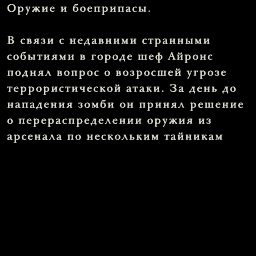 Оружие и боеприпасы.
В связи с недавними странными
событиями в городе шеф Айронс
поднял вопрос о возросшей угрозе
террористической атаки. За день до
нападения зомби он принял решение
о перераспределении оружия из
арсенала по нескольким тайникам